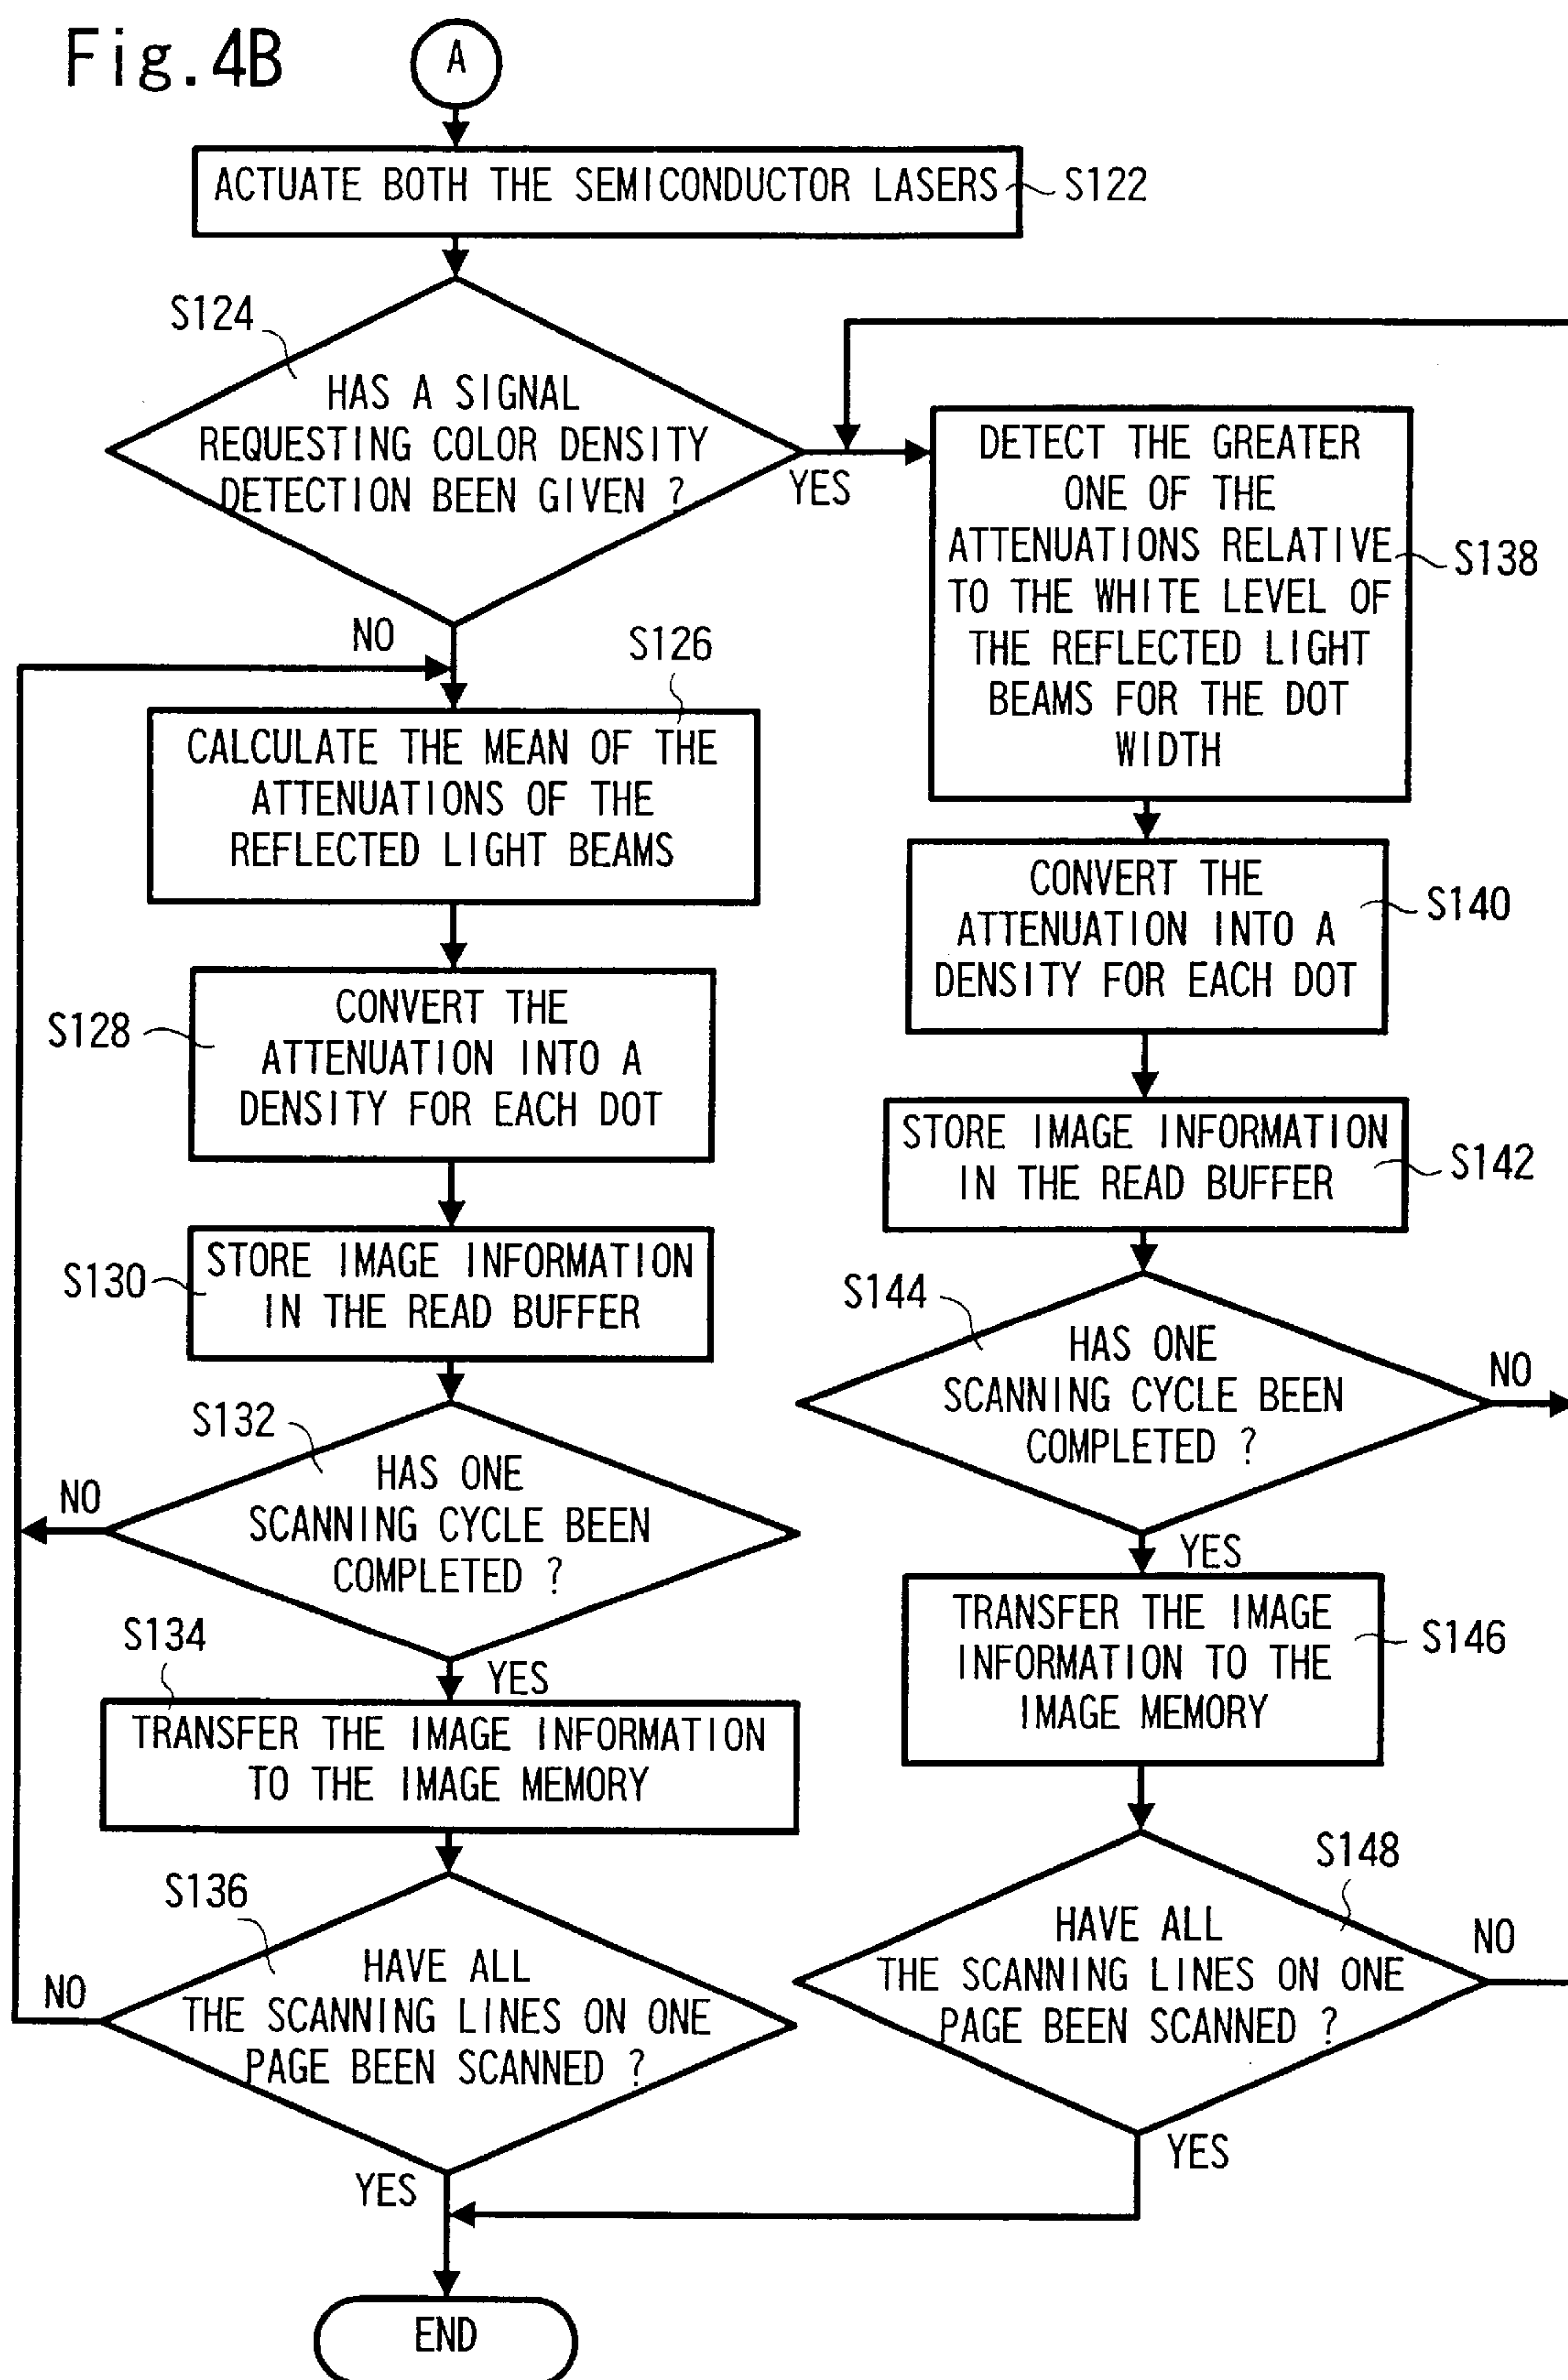 Fig.4B
A
ACTUATE BOTH THE SEMICONDUCTOR LASERS
S122
S124
HAS A SIGNAL
REQUESTING COLOR DENSITY
DETECTION BEEN GIVEN ?
YES
NO
S126
CALCULATE THE MEAN OF THE
ATTENUATIONS OF THE
REFLECTED LIGHT BEAMS
S128
CONVERT THE
ATTENUATION INTO A
DENSITY FOR EACH DOT
S130
STORE IMAGE INFORMATION
IN THE READ BUFFER
S132
HAS ONE
SCANNING CYCLE BEEN
COMPLETED ?
NO
YES
S134
TRANSFER THE IMAGE INFORMATION
TO THE IMAGE MEMORY
S136
HAVE ALL
THE SCANNING LINES ON ONE
PAGE BEEN SCANNED ?
NO
YES
DETECT THE GREATER
ONE OF THE
ATTENUATIONS RELATIVE
TO THE WHITE LEVEL OF
THE REFLECTED LIGHT
BEAMS FOR THE DOT
WIDTH
S138
CONVERT THE
ATTENUATION INTO A
DENSITY FOR EACH DOT
S140
STORE IMAGE INFORMATION
IN THE READ BUFFER
S142
S144
HAS ONE
SCANNING CYCLE BEEN
COMPLETED ?
NO
YES
TRANSFER THE IMAGE
INFORMATION TO THE
IMAGE MEMORY
S146
S148
HAVE ALL
THE SCANNING LINES ON ONE
PAGE BEEN SCANNED ?
NO
YES
END